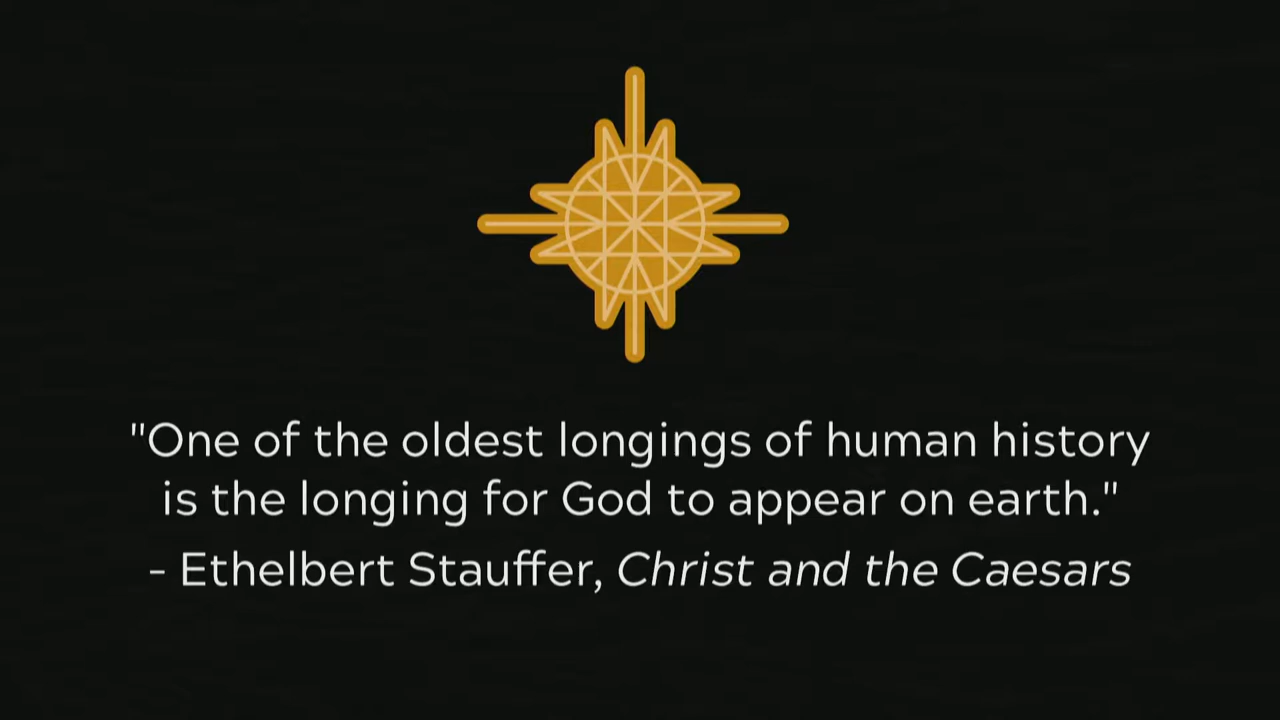 "One of the oldest longings of human history
is the longing for God to appear on earth."
– Ethelbert Stauffer, Christ and the Caesars